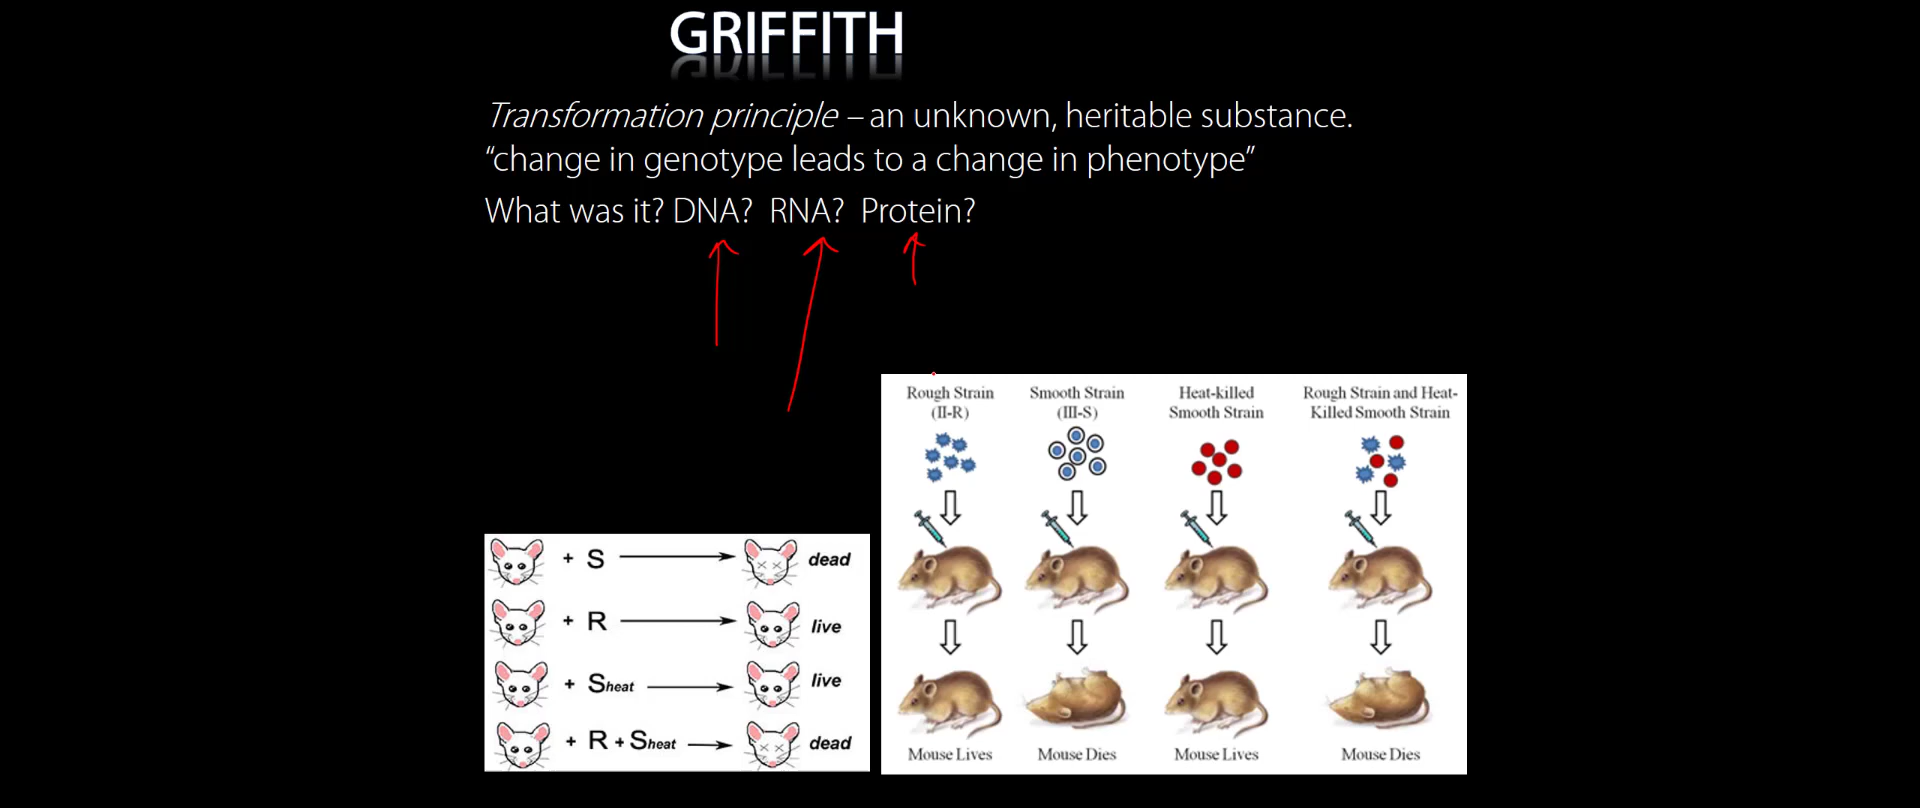 GRIFFITH
Transformation principle – an unknown, heritable substance.
“change in genotype leads to a change in phenotype”
What was it? DNA? RNA? Protein?
+ S dead
+ R live
+ Sheat live
+ R + Sheat dead
Rough Strain
(II-R)
Smooth Strain
(III-S)
Heat-killed
Smooth Strain
Rough Strain and Heat-
Killed Smooth Strain
Mouse Lives
Mouse Dies
Mouse Lives
Mouse Dies